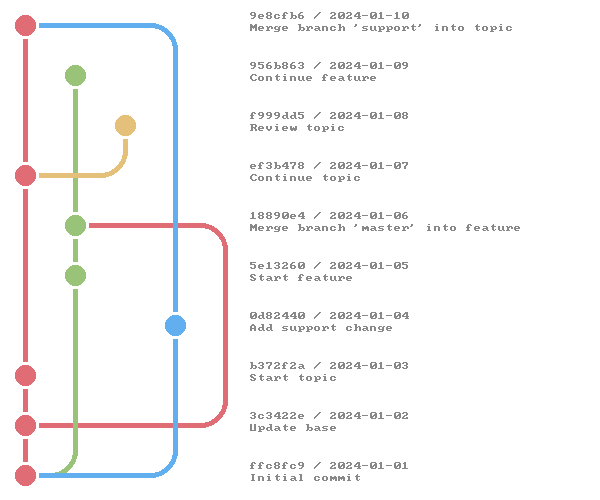 9e8cfb6 / 2024-01-10
Merge branch 'support' into topic
956b863 / 2024-01-09
Continue feature
f999dd5 / 2024-01-08
Review topic
ef3b478 / 2024-01-07
Continue topic
18890e4 / 2024-01-06
Merge branch 'master' into feature
5e13260 / 2024-01-05
Start feature
0d82440 / 2024-01-04
Add support change
b372f2a / 2024-01-03
Start topic
3c3422e / 2024-01-02
Update base
ffc8fc9 / 2024-01-01
Initial commit